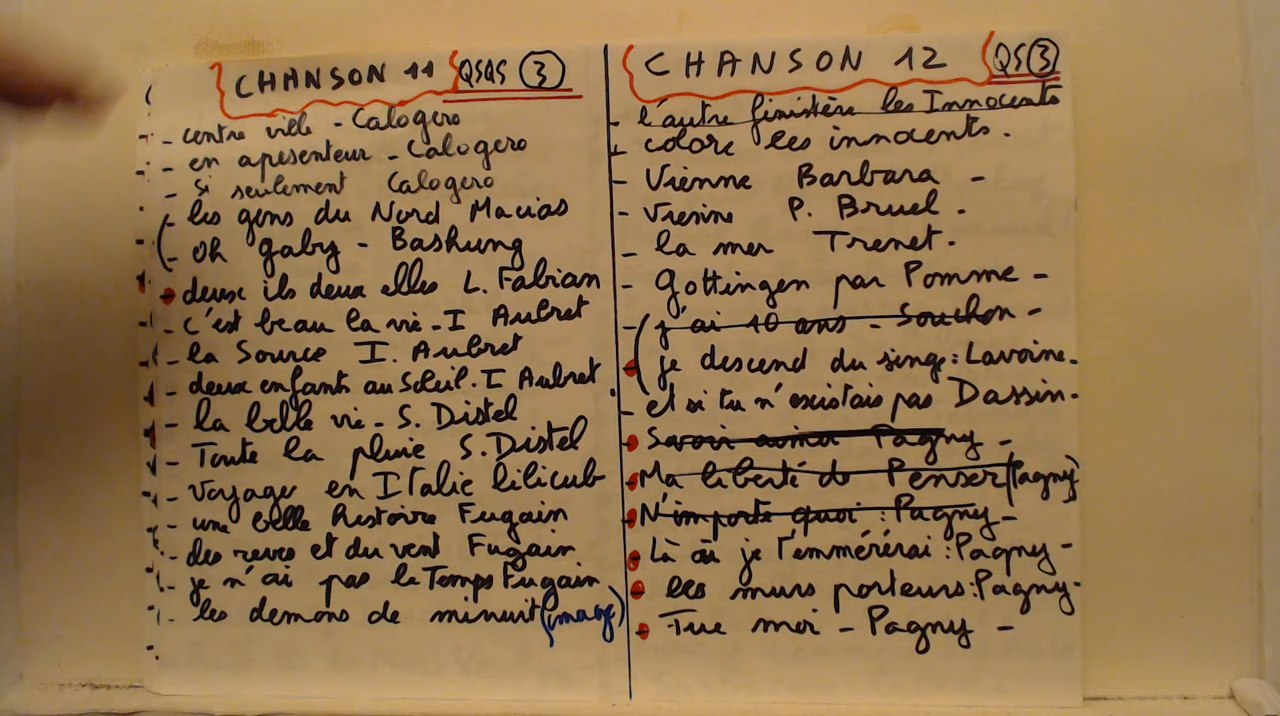 CHANSON 11 QSQS 3
- centre ville - Calogero
- en apesenteur - Calogero
- si seulement Calogero
- les gens du Nord Macias
- oh gaby - Bashung
- deux ils deux elles L. Fabian
- c'est beau la vie - I Aubret
- la Source I. Aubret
- deux enfants au Soleil. I Aubret
- la belle vie - S. Distel
- Toute la pluie S. Distel
- Voyage en Italie lilicub
- une belle histoire Fugain
- des reves et du vent Fugain
- je n'ai pas le Temps Fugain
- les demons de minuit (image)
CHANSON 12 QS 3
- l'autre finistère les Innocents
- colore les innocents.
- Vienne Barbara -
- Vresine P. Bruel.
- la mer Trenet.
- Gottingen par Pomme -
- j'ai 10 ans - Souchon -
- je descend du singe : Lavoine.
- et si tu n'existais pas Dassin.
- Savoir aimer Pagny -
- Ma liberté de Penser (Pagny)
- N'importe quoi : Pagny -
- Là où je t'emmérérai : Pagny -
- les murs porteurs : Pagny -
- Tue moi - Pagny -